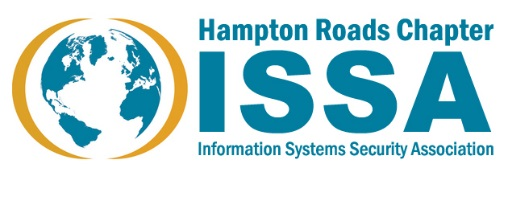 Hampton Roads Chapter
ISSA
Information Systems Security Association